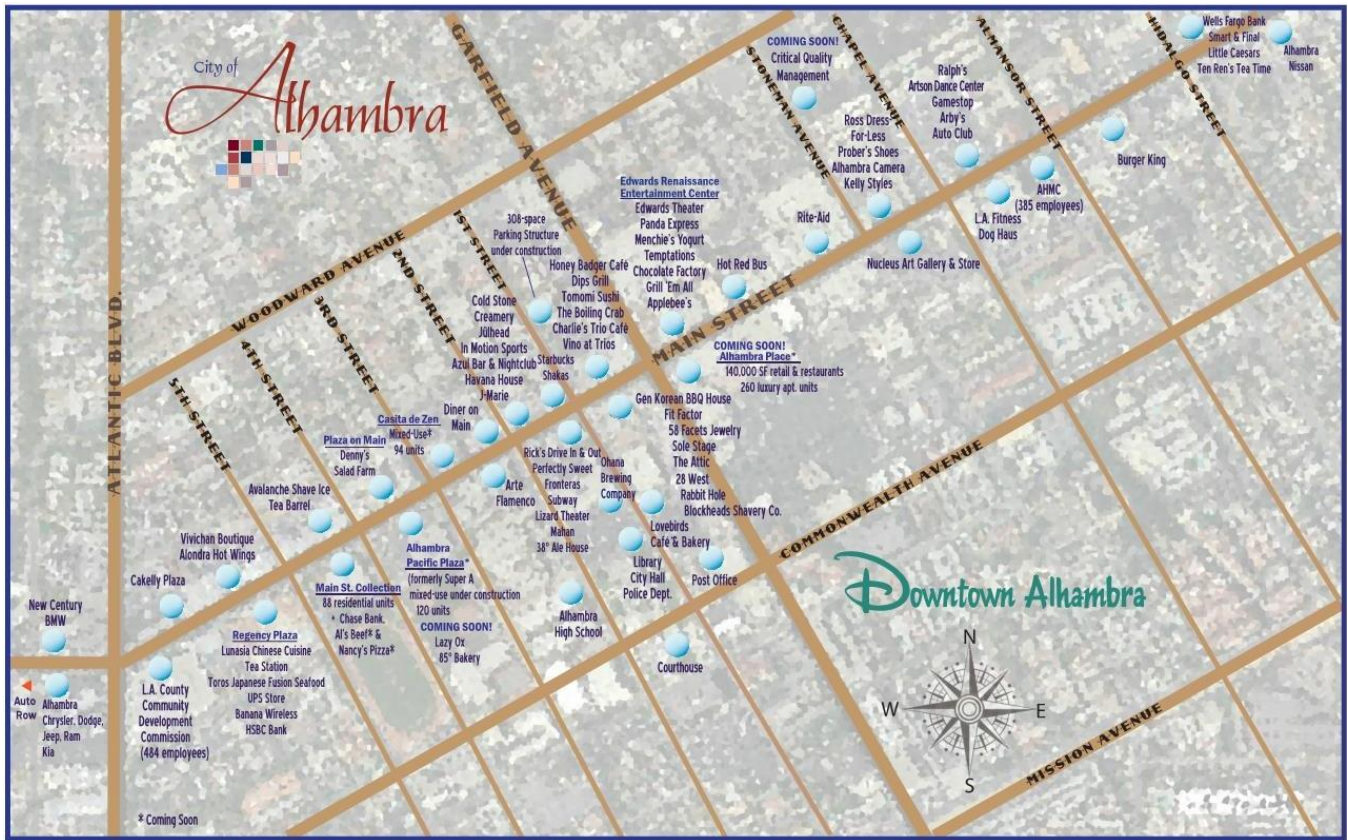 City of
Alhambra
GARFIELD AVENUE
STONEMAN AVENUE
CHAPEL AVENUE
ALMANSOR STREET
HIDALGO STREET
COMING SOON!
Critical Quality
Management
Ross Dress-
For-Less
Prober's Shoes
Alhambra Camera
Kelly Styles
Ralph's
Artson Dance Center
Gamestop
Arby's
Auto Club
Wells Fargo Bank
Smart & Final
Little Caesars
Ten Ren's Tea Time
Alhambra
Nissan
Burger King
AHMC
(385 employees)
L.A. Fitness
Dog Haus
Rite-Aid
Nucleus Art Gallery & Store
Edwards Renaissance
Entertainment Center
Edwards Theater
Panda Express
Menchie's Yogurt
Temptations
Chocolate Factory
Grill 'Em All
Applebee's
Hot Red Bus
MAIN STREET
308-space
Parking Structure
under construction
Honey Badger Café
Dips Grill
Tomomi Sushi
The Boiling Crab
Charlie's Trio Café
Vino at Trios
WOODWARD AVENUE
1ST STREET
2ND STREET
3RD STREET
4TH STREET
5TH STREET
ATLANTIC BLVD.
Cold Stone
Creamery
Jülhead
In Motion Sports
Azul Bar & Nightclub
Havana House
J-Marie
Starbucks
Shakas
COMING SOON!
Alhambra Place*
140,000 SF retail & restaurants
260 luxury apt. units
Gen Korean BBQ House
Fit Factor
58 Facets Jewelry
Sole Stage
The Attic
28 West
Rabbit Hole
Blockheads Shavery Co.
Diner on
Main
Casita de Zen
Mixed-Use*
94 units
Plaza on Main
Denny's
Salad Farm
Avalanche Shave Ice
Tea Barrel
Vivichan Boutique
Alondra Hot Wings
Cakelly Plaza
New Century
BMW
Arte
Flamenco
Rick's Drive In & Out
Perfectly Sweet
Fronteras
Subway
Lizard Theater
Mahan
38° Ale House
Ohana
Brewing
Company
Lovebirds
Café & Bakery
Library
City Hall
Police Dept.
Post Office
COMMONWEALTH AVENUE
Alhambra
Pacific Plaza*
(formerly Super A
mixed-use under construction
120 units
COMING SOON!
Lazy Ox
85° Bakery
Main St. Collection
88 residential units
• Chase Bank,
Al's Beef* &
Nancy's Pizza*
Regency Plaza
Lunasia Chinese Cuisine
Tea Station
Toros Japanese Fusion Seafood
UPS Store
Banana Wireless
HSBC Bank
L.A. County
Community
Development
Commission
(484 employees)
Auto
Row
Alhambra
Chrysler, Dodge,
Jeep, Ram
Kia
Alhambra
High School
Courthouse
Downtown Alhambra
N
W
E
S
MISSION AVENUE
* Coming Soon